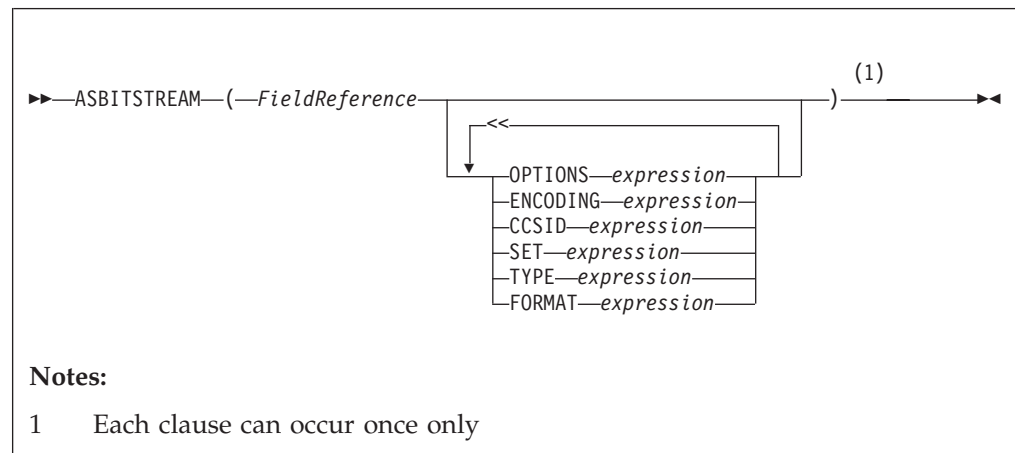 (1)
ASBITSTREAM ( FieldReference )
<<
OPTIONS expression
ENCODING expression
CCSID expression
SET expression
TYPE expression
FORMAT expression
Notes:
1 Each clause can occur once only